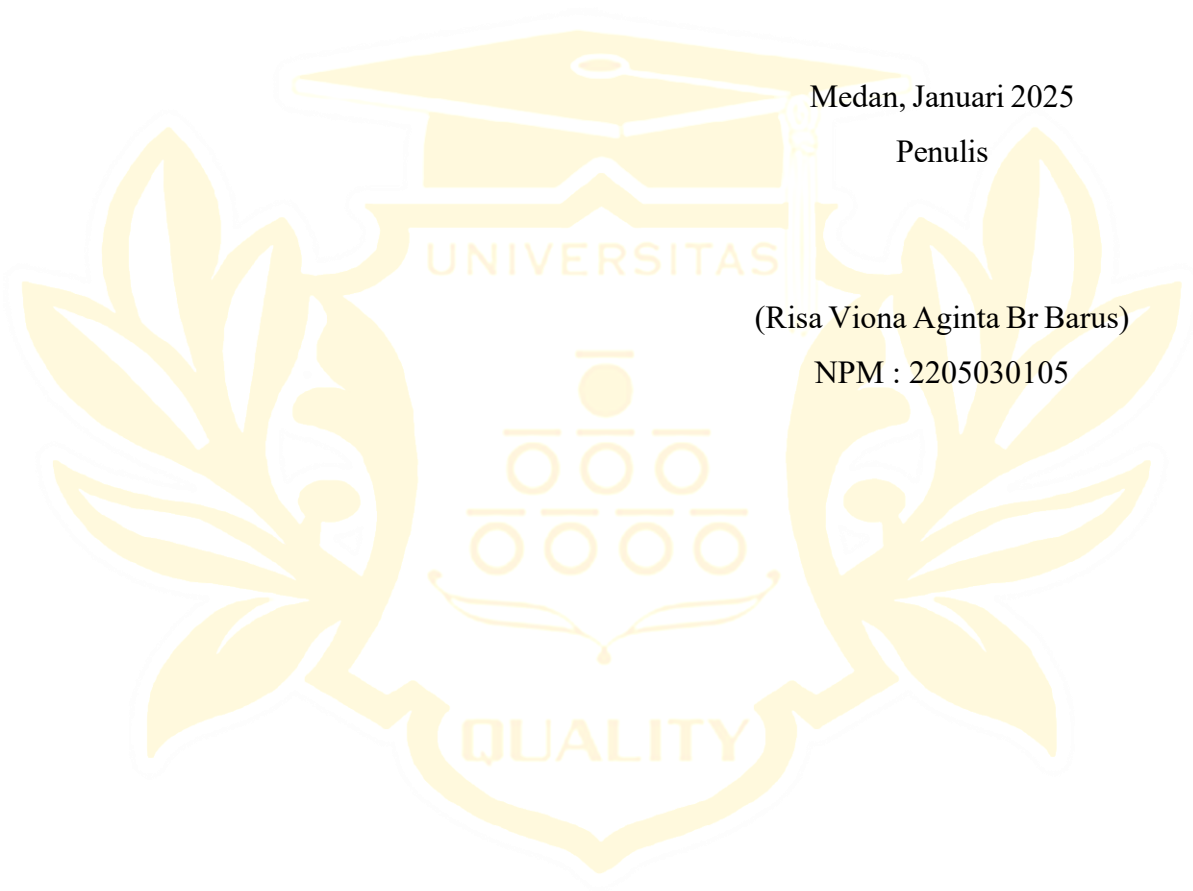 Medan, Januari 2025
Penulis
UNIVERSITAS
(Risa Viona Aginta Br Barus)
NPM : 2205030105
QUALITY